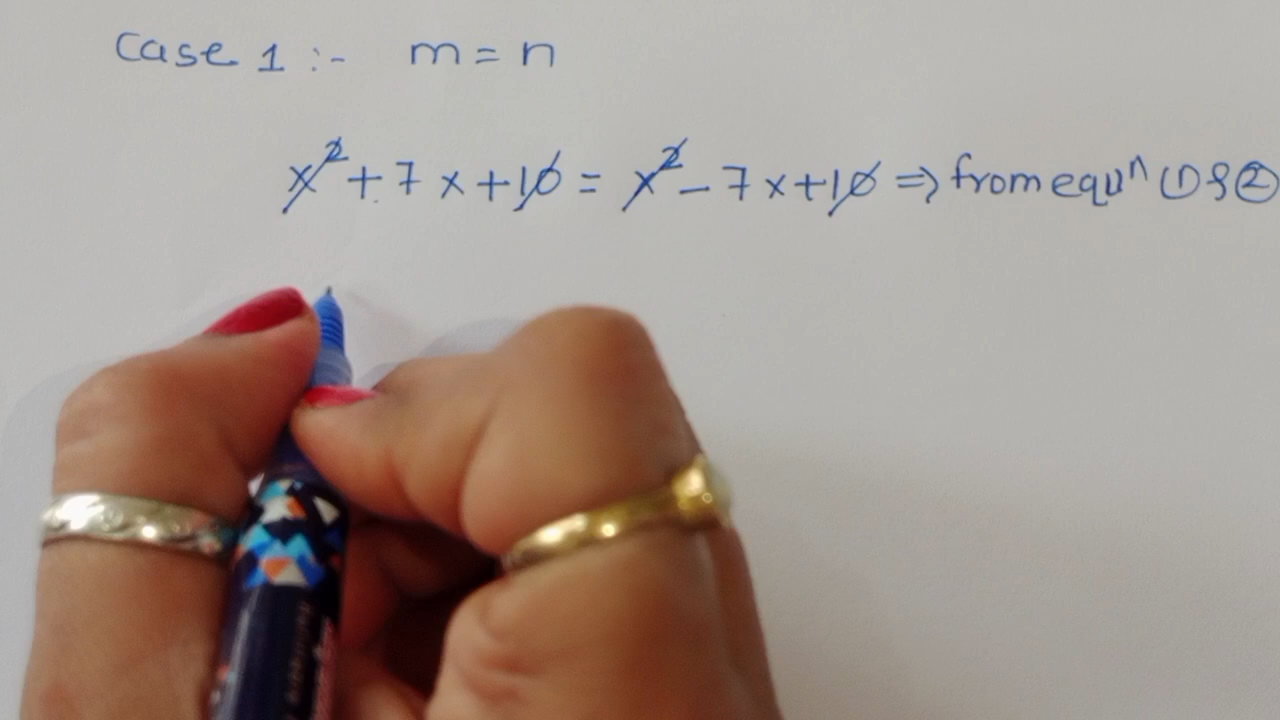 Case 1 :- m = n
x² + 7x + 10 = x² - 7x + 10 ⇒ from equⁿ ① & ②